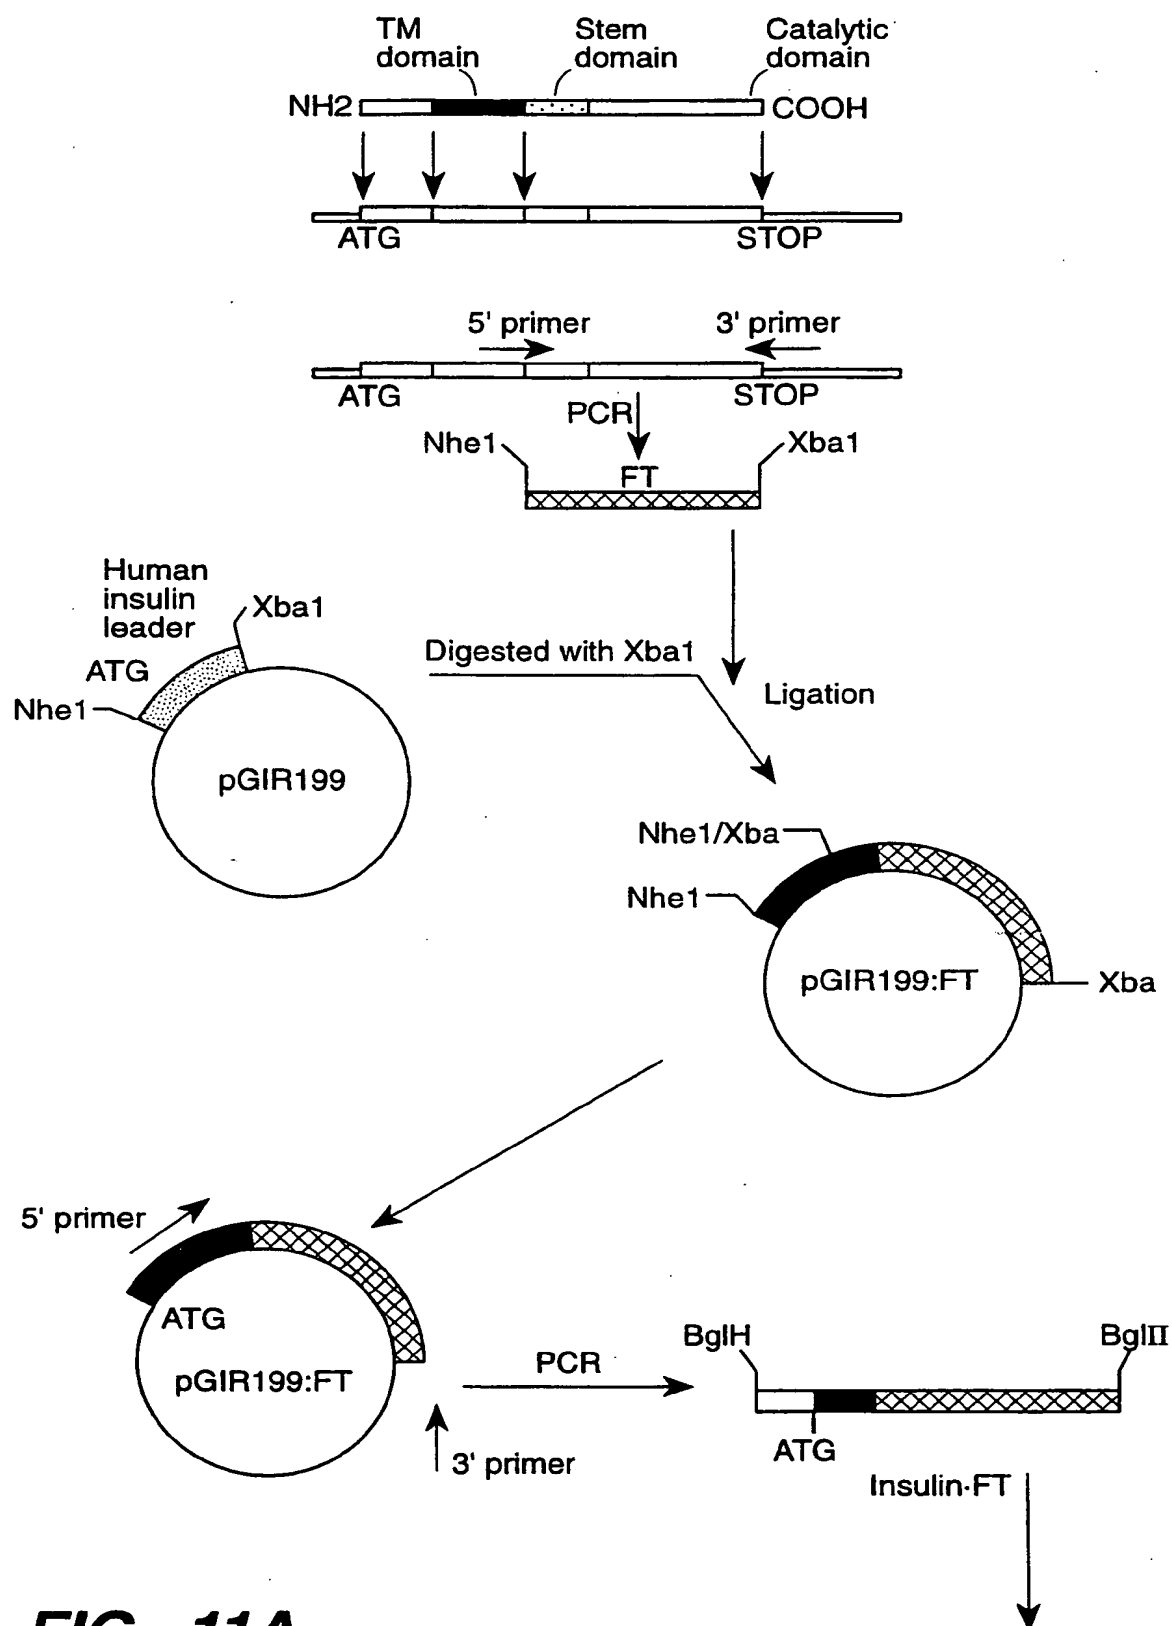 TM
domain
Stem
domain
Catalytic
domain
NH2
COOH
ATG
STOP
5' primer
3' primer
ATG
STOP
PCR
Nhe1
Xba1
FT
Human
insulin
leader
Xba1
ATG
Nhe1
Digested with Xba1
Ligation
pGIR199
Nhe1/Xba
Nhe1
pGIR199:FT
Xba
5' primer
ATG
pGIR199:FT
3' primer
PCR
BglH
BglII
ATG
Insulin·FT
FIG._11A